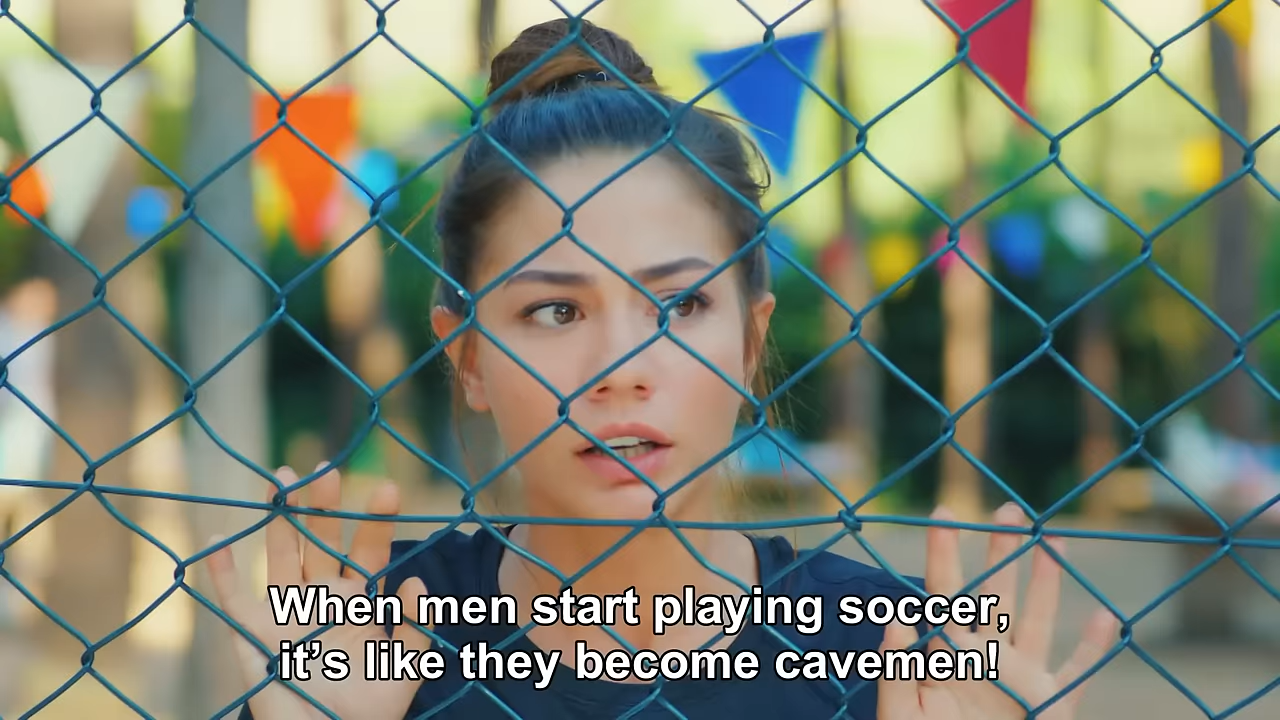 When men start playing soccer,
it’s like they become cavemen!